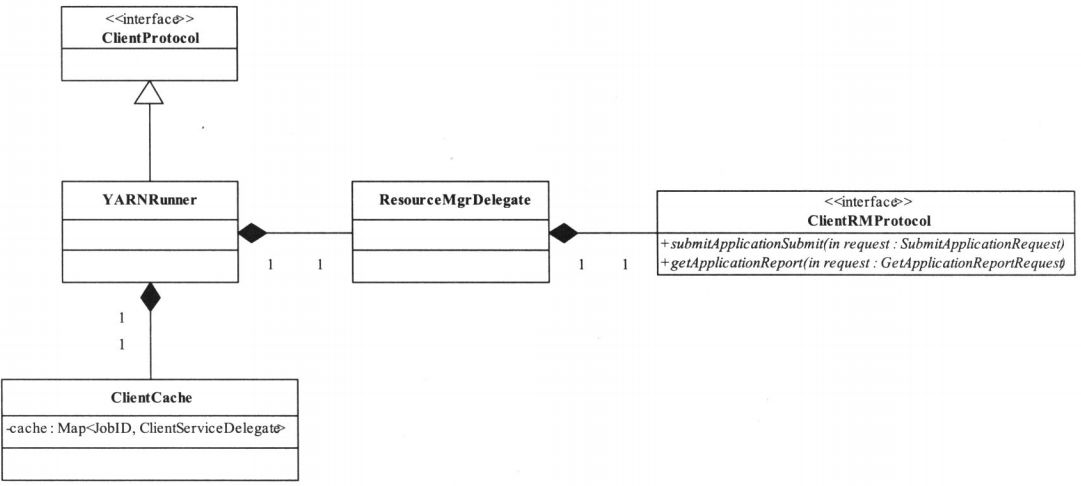 <<interface>>
ClientProtocol
YARNRunner
ResourceMgrDelegate
<<interface>>
ClientRMProtocol
+submitApplicationSubmit(in request : SubmitApplicationRequest)
+getApplicationReport(in request : GetApplicationReportRequest)
1 1
1 1
1
1
ClientCache
-cache : Map<JobID, ClientServiceDelegate>